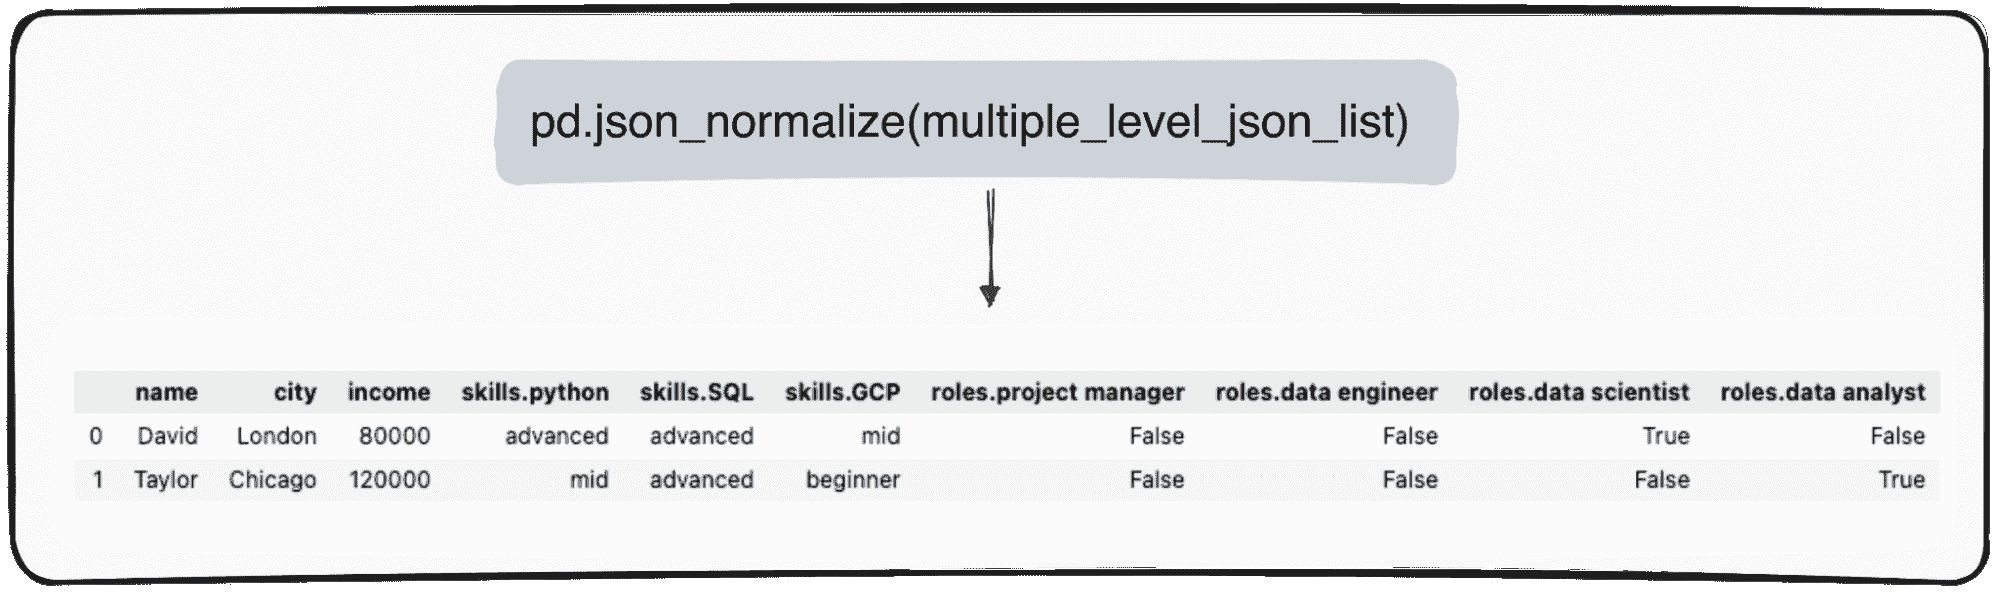 pd.json_normalize(multiple_level_json_list)
name city income skills.python skills.SQL skills.GCP roles.project manager roles.data engineer roles.data scientist roles.data analyst
0 David London 80000 advanced advanced mid False False True False
1 Taylor Chicago 120000 mid advanced beginner False False False True